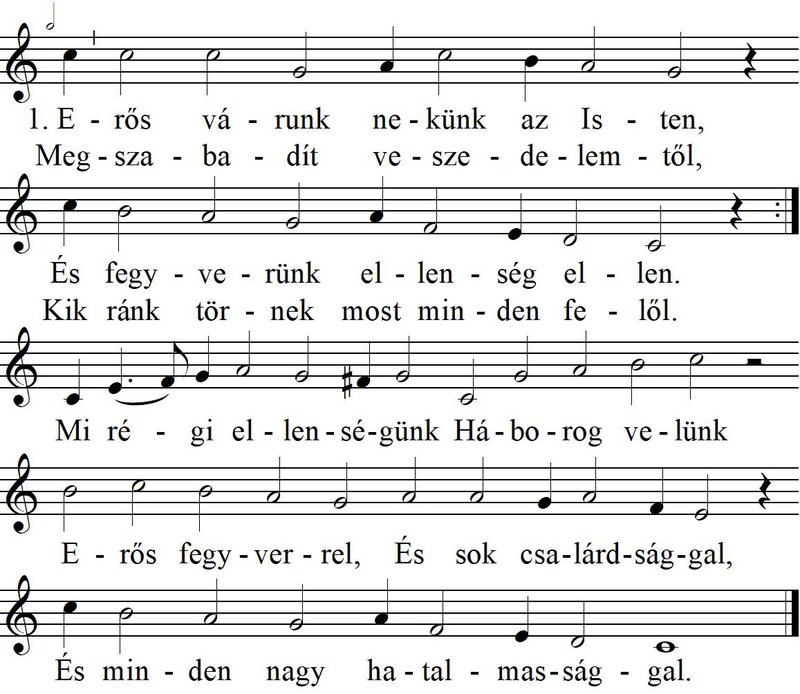 1. E - rős vá - runk ne - künk az Is - ten,
Meg - sza - ba - dít ve - sze - de - lem - től,
És fegy - ve - rünk el - len - ség el - len.
Kik ránk tör - nek most min - den fe - lől.
Mi ré - gi el - len - sé - günk Há - bo - rog ve - lünk
E - rős fegy - ver - rel, És sok csa - lárd - ság - gal,
És min - den nagy ha - tal - mas - ság - gal.